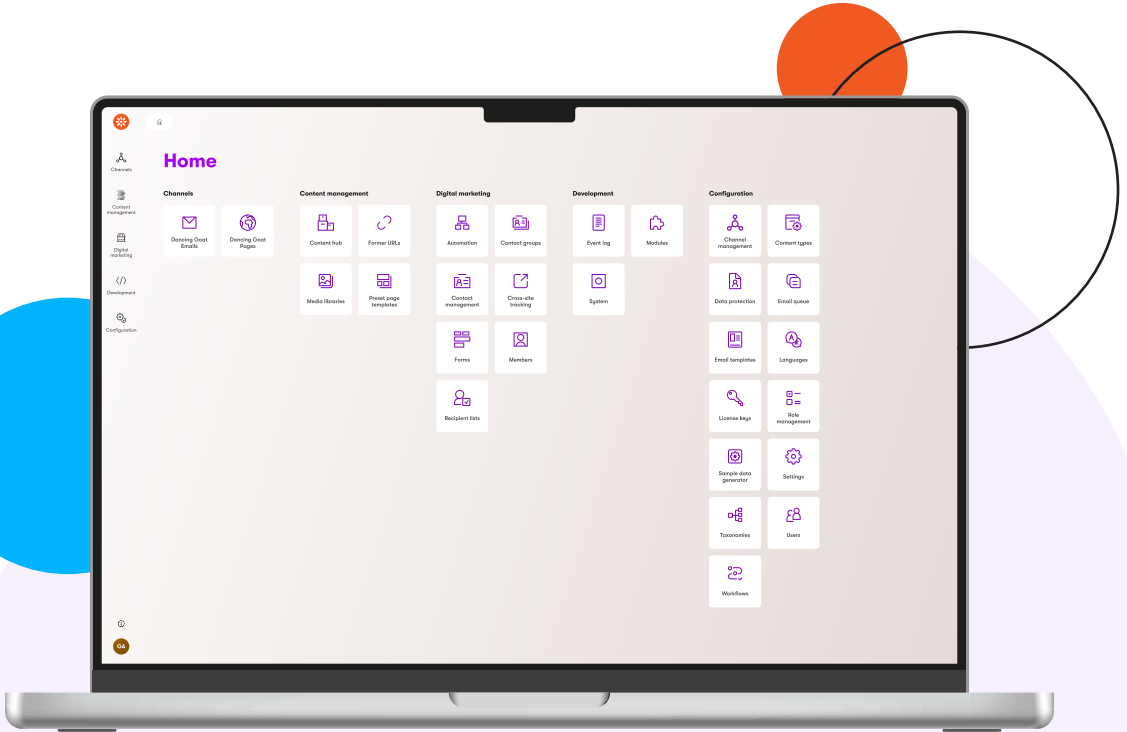 Home
Channels
Content
management
Digital
marketing
Development
Configuration
GA
Channels
Dancing Goat
Emails
Dancing Goat
Pages
Content management
Content hub
Former URLs
Media libraries
Preset page
templates
Digital marketing
Automation
Contact groups
Contact
management
Cross-site
tracking
Forms
Members
Recipient lists
Development
Event log
Modules
System
Configuration
Channel
management
Content types
Data protection
Email queue
Email templates
Languages
License keys
Role
management
Sample data
generator
Settings
Taxonomies
Users
Workflows